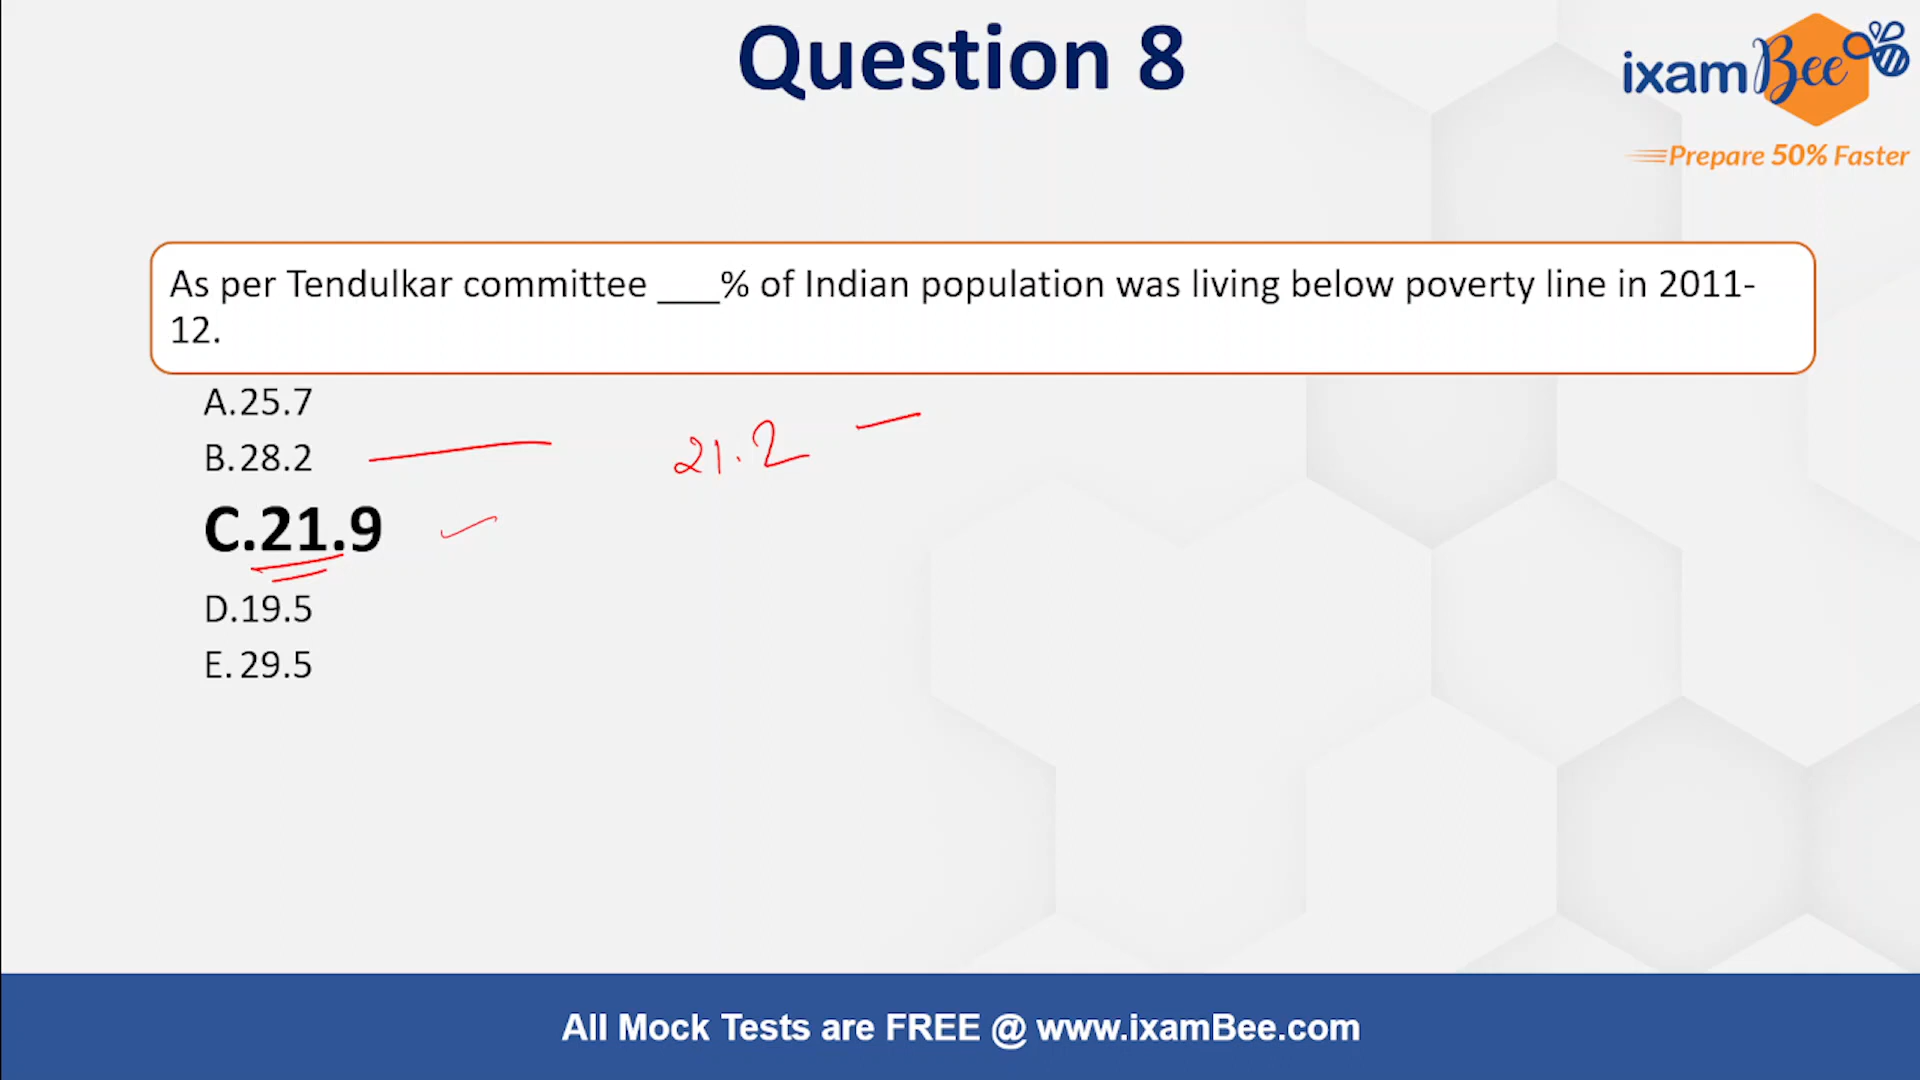 Question 8
ixamBee
Prepare 50% Faster
As per Tendulkar committee ___% of Indian population was living below poverty line in 2011-
12.
A.25.7
B.28.2
21.2
C.21.9
D.19.5
E. 29.5
All Mock Tests are FREE @ www.ixamBee.com